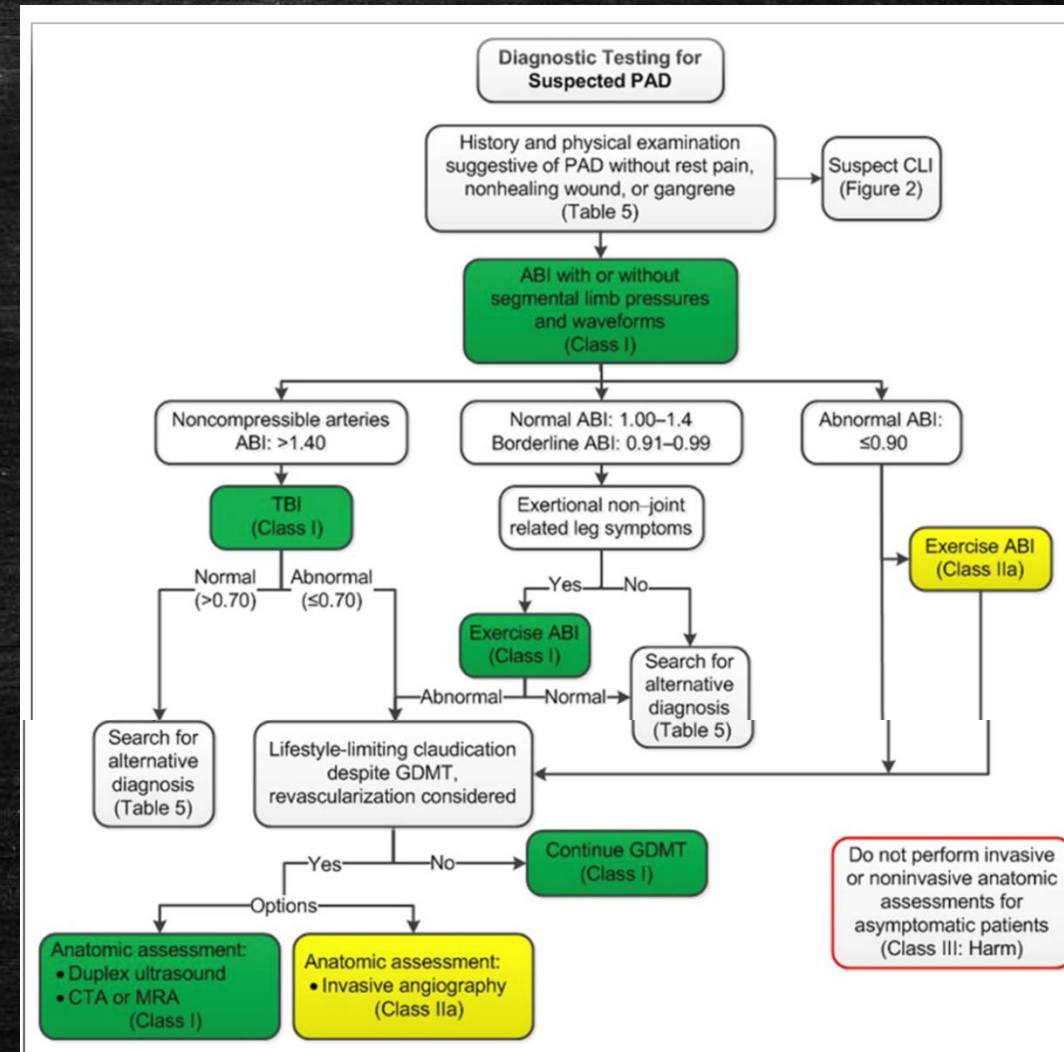 Diagnostic Testing for
Suspected PAD
History and physical examination
suggestive of PAD without rest pain,
nonhealing wound, or gangrene
(Table 5)
Suspect CLI
(Figure 2)
ABI with or without
segmental limb pressures
and waveforms
(Class I)
Noncompressible arteries
ABI: >1.40
Normal ABI: 1.00–1.4
Borderline ABI: 0.91–0.99
Abnormal ABI:
≤0.90
TBI
(Class I)
Exertional non–joint
related leg symptoms
Exercise ABI
(Class IIa)
Normal
(>0.70)
Abnormal
(≤0.70)
Yes
No
Exercise ABI
(Class I)
Search for
alternative
diagnosis
(Table 5)
Abnormal
Normal
Search for
alternative
diagnosis
(Table 5)
Lifestyle-limiting claudication
despite GDMT,
revascularization considered
Yes
No
Continue GDMT
(Class I)
Do not perform invasive
or noninvasive anatomic
assessments for
asymptomatic patients
(Class III: Harm)
Options
Anatomic assessment:
• Duplex ultrasound
• CTA or MRA
(Class I)
Anatomic assessment:
• Invasive angiography
(Class IIa)